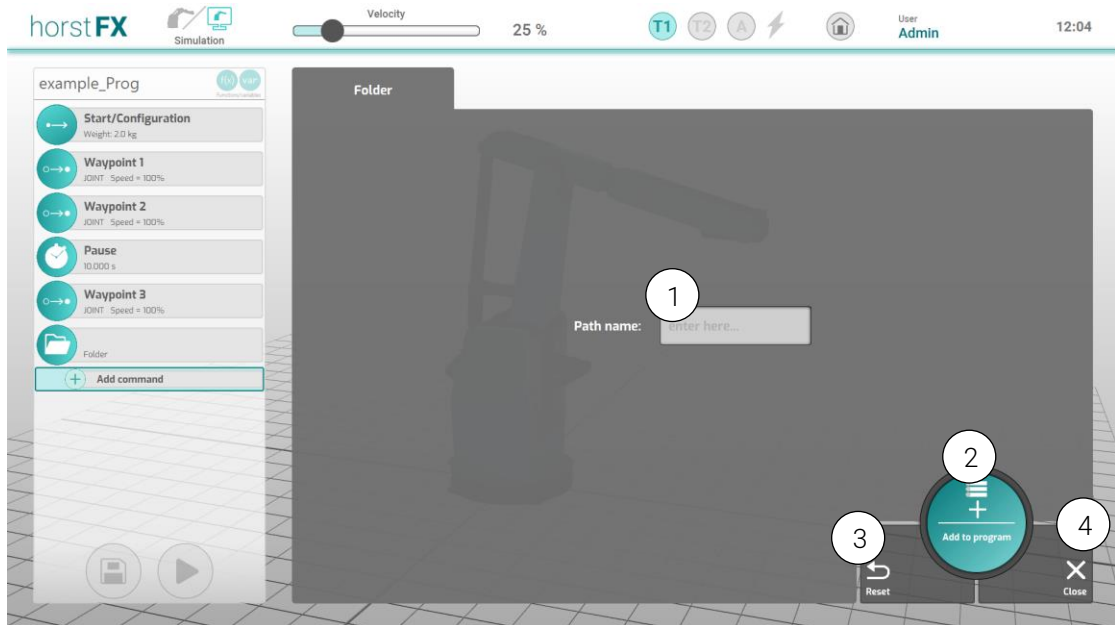 horstFX
Simulation
Velocity
25 %
T1
T2
A
User
Admin
12:04
example_Prog
f(x)
var
Functions/variables
Start/Configuration
Weight: 2.0 kg
Waypoint 1
JOINT Speed = 100%
Waypoint 2
JOINT Speed = 100%
Pause
10.000 s
Waypoint 3
JOINT Speed = 100%
Folder
Add command
Folder
1
Path name:
enter here...
2
Add to program
3
Reset
4
Close